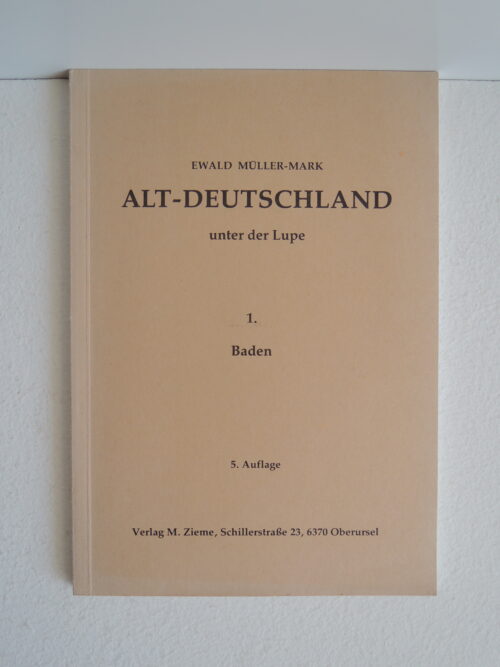 EWALD MÜLLER-MARK
ALT-DEUTSCHLAND
unter der Lupe
1.
Baden
5. Auflage
Verlag M. Zieme, Schillerstraße 23, 6370 Oberursel